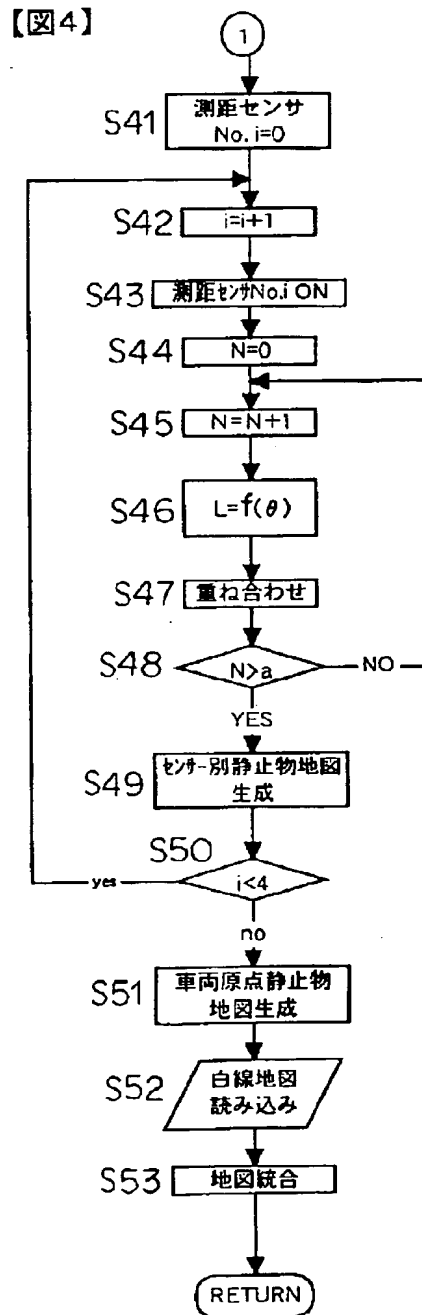 【図4】
1
S41
測距センサ
No. i=0
S42
i=i+1
S43
測距センサNo.i ON
S44
N=0
S45
N=N+1
S46
L=f(θ)
S47
重ね合わせ
S48
N>a
NO
YES
S49
センサー別静止物地図
生成
S50
yes
i<4
no
S51
車両原点静止物
地図生成
S52
白線地図
読み込み
S53
地図統合
RETURN